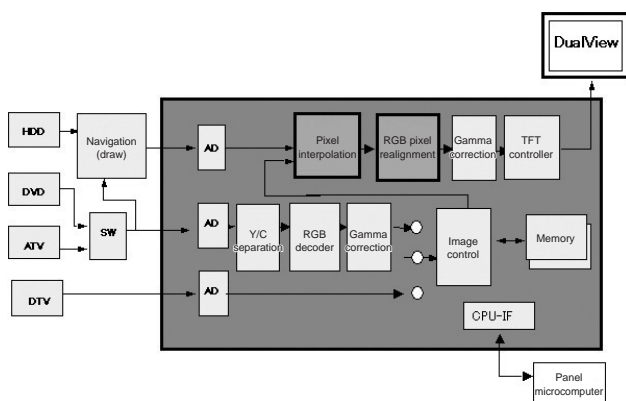 DualView
HDD
Navigation
(draw)
AD
Pixel
interpolation
RGB pixel
realignment
Gamma
correction
TFT
controller
DVD
ATV
SW
AD
Y/C
separation
RGB
decoder
Gamma
correction
Image
control
Memory
DTV
AD
CPU-IF
Panel
microcomputer